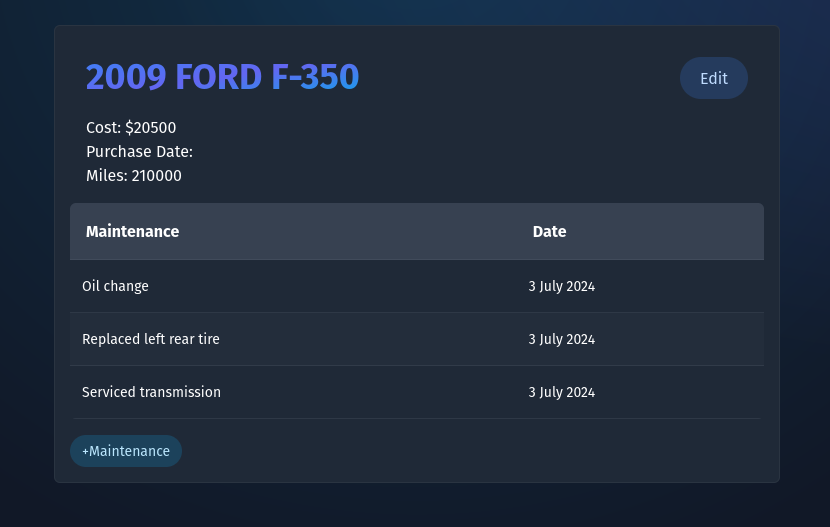 2009 FORD F-350
Edit
Cost: $20500
Purchase Date:
Miles: 210000
Maintenance Date
Oil change 3 July 2024
Replaced left rear tire 3 July 2024
Serviced transmission 3 July 2024
+Maintenance